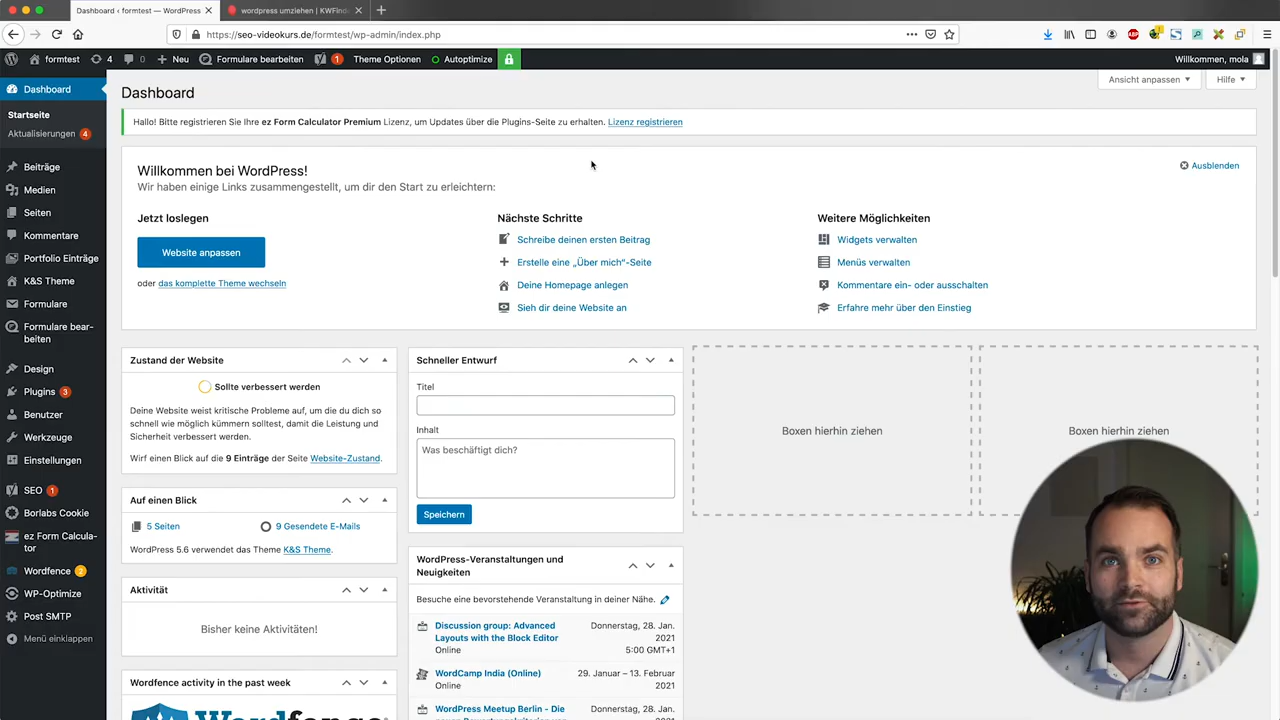 Dashboard ‹ formtest — WordPress
wordpress umziehen | KWFind
https://seo-videokurs.de/formtest/wp-admin/index.php
ABP
formtest
4
0
Neu
Formulare bearbeiten
1
Theme Optionen
Autoptimize
Willkommen, mola
Dashboard
Startseite
Aktualisierungen 4
Beiträge
Medien
Seiten
Kommentare
Portfolio Einträge
K&S Theme
Formulare
Formulare bear-
beiten
Design
Plugins 3
Benutzer
Werkzeuge
Einstellungen
SEO 1
Borlabs Cookie
ez Form Calcula-
tor
Wordfence 2
WP-Optimize
Post SMTP
Menü einklappen
Dashboard
Ansicht anpassen
Hilfe
Hallo! Bitte registrieren Sie Ihre ez Form Calculator Premium Lizenz, um Updates über die Plugins-Seite zu erhalten. Lizenz registrieren
Willkommen bei WordPress!
Wir haben einige Links zusammengestellt, um dir den Start zu erleichtern:
Ausblenden
Jetzt loslegen
Website anpassen
oder das komplette Theme wechseln
Nächste Schritte
Schreibe deinen ersten Beitrag
Erstelle eine „Über mich“-Seite
Deine Homepage anlegen
Sieh dir deine Website an
Weitere Möglichkeiten
Widgets verwalten
Menüs verwalten
Kommentare ein- oder ausschalten
Erfahre mehr über den Einstieg
Zustand der Website
Sollte verbessert werden
Deine Website weist kritische Probleme auf, um die du dich so
schnell wie möglich kümmern solltest, damit die Leistung und
Sicherheit verbessert werden.
Wirf einen Blick auf die 9 Einträge der Seite Website-Zustand.
Auf einen Blick
5 Seiten
9 Gesendete E-Mails
WordPress 5.6 verwendet das Theme K&S Theme.
Aktivität
Bisher keine Aktivitäten!
Wordfence activity in the past week
Wordfence
Schneller Entwurf
Titel
Inhalt
Was beschäftigt dich?
Speichern
WordPress-Veranstaltungen und
Neuigkeiten
Besuche eine bevorstehende Veranstaltung in deiner Nähe.
Discussion group: Advanced
Layouts with the Block Editor
Online
Donnerstag, 28. Jan.
2021
5:00 GMT+1
WordCamp India (Online)
Online
29. Januar – 13. Februar
2021
WordPress Meetup Berlin - Die
Donnerstag, 28. Jan.
Boxen hierhin ziehen
Boxen hierhin ziehen